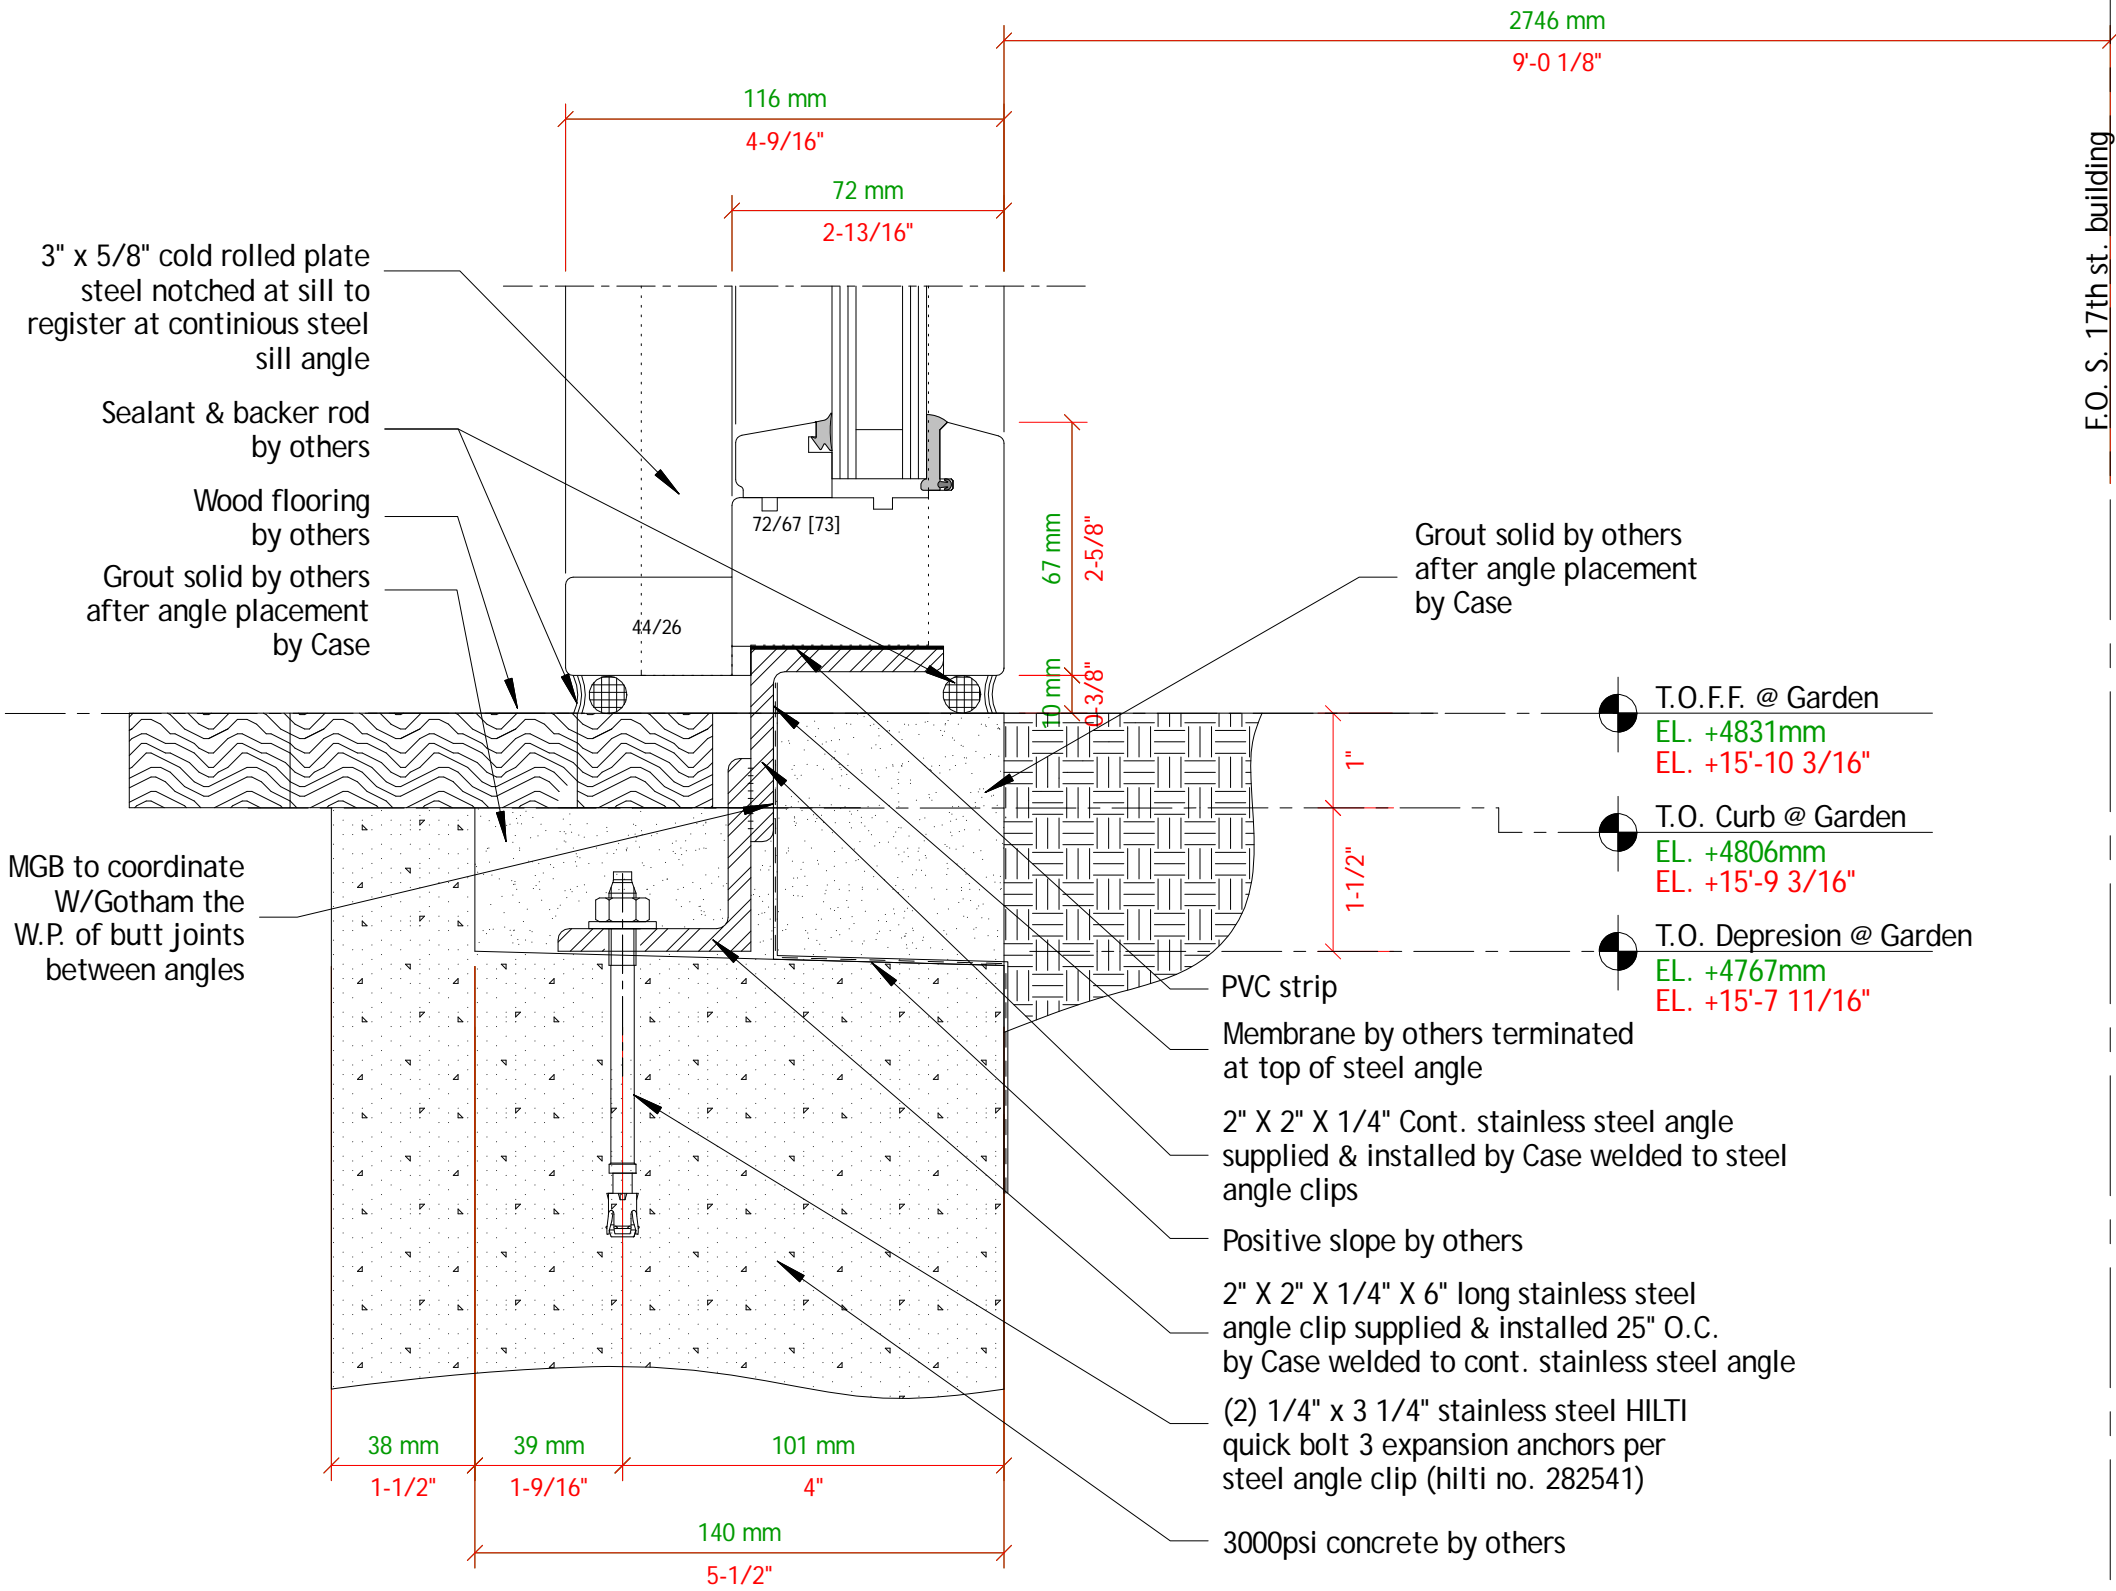 2746 mm
9'-0 1/8"
116 mm
4-9/16"
72 mm
2-13/16"
F.O. S. 17th st. building
3" x 5/8" cold rolled plate
steel notched at sill to
register at continious steel
sill angle
Sealant & backer rod
by others
Wood flooring
by others
Grout solid by others
after angle placement
by Case
MGB to coordinate
W/Gotham the
W.P. of butt joints
between angles
72/67 [73]
44/26
67 mm
2-5/8"
10 mm
0-3/8"
Grout solid by others
after angle placement
by Case
1"
1-1/2"
T.O.F.F. @ Garden
EL. +4831mm
EL. +15'-10 3/16"
T.O. Curb @ Garden
EL. +4806mm
EL. +15'-9 3/16"
T.O. Depresion @ Garden
EL. +4767mm
EL. +15'-7 11/16"
PVC strip
Membrane by others terminated
at top of steel angle
2" X 2" X 1/4" Cont. stainless steel angle
supplied & installed by Case welded to steel
angle clips
Positive slope by others
2" X 2" X 1/4" X 6" long stainless steel
angle clip supplied & installed 25" O.C.
by Case welded to cont. stainless steel angle
(2) 1/4" x 3 1/4" stainless steel HILTI
quick bolt 3 expansion anchors per
steel angle clip (hilti no. 282541)
3000psi concrete by others
38 mm
1-1/2"
39 mm
1-9/16"
101 mm
4"
140 mm
5-1/2"